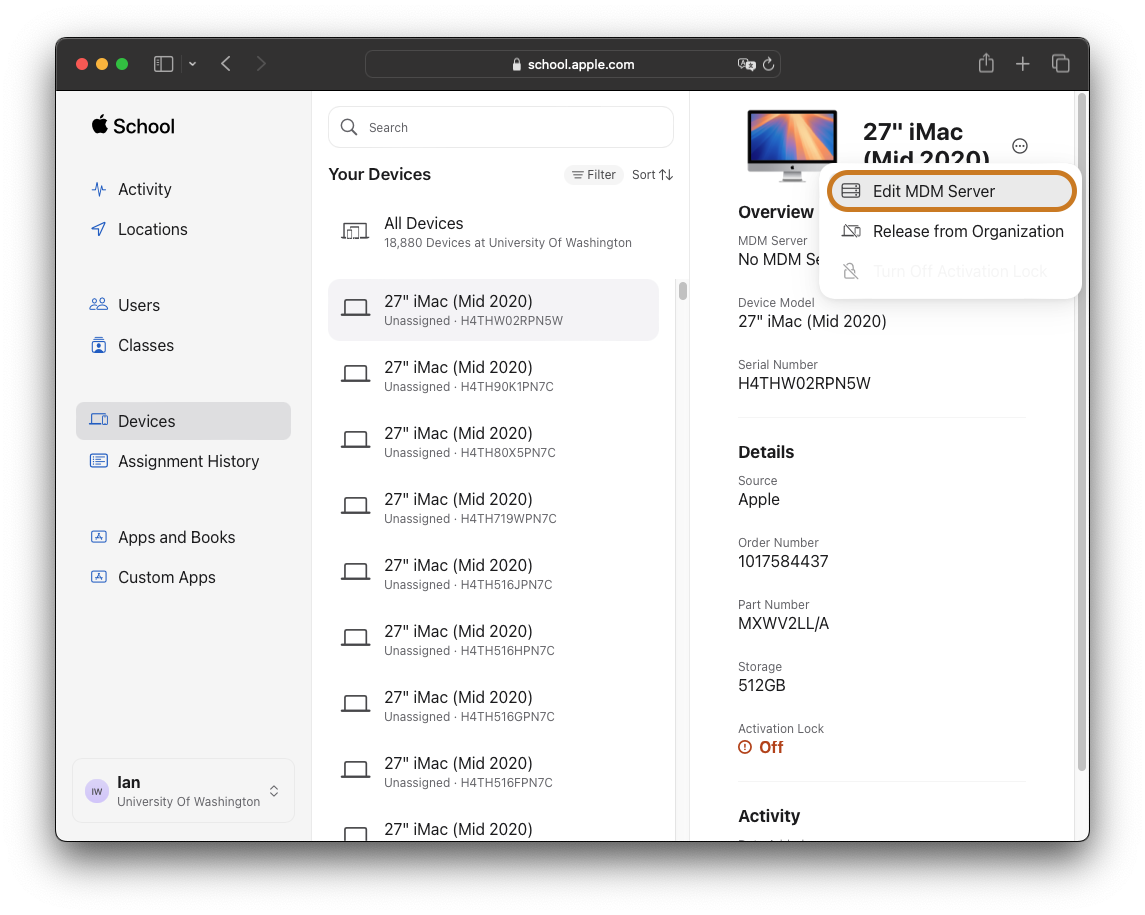 school.apple.com
School
Activity
Locations
Users
Classes
Devices
Assignment History
Apps and Books
Custom Apps
IW
Ian
University Of Washington
Search
Your Devices
Filter
Sort
All Devices
18,880 Devices at University Of Washington
27" iMac (Mid 2020)
Unassigned · H4THW02RPN5W
27" iMac (Mid 2020)
Unassigned · H4TH90K1PN7C
27" iMac (Mid 2020)
Unassigned · H4TH80X5PN7C
27" iMac (Mid 2020)
Unassigned · H4TH719WPN7C
27" iMac (Mid 2020)
Unassigned · H4TH516JPN7C
27" iMac (Mid 2020)
Unassigned · H4TH516HPN7C
27" iMac (Mid 2020)
Unassigned · H4TH516GPN7C
27" iMac (Mid 2020)
Unassigned · H4TH516FPN7C
27" iMac (Mid 2020)
27" iMac
(Mid 2020)
Edit MDM Server
Release from Organization
Turn Off Activation Lock
Overview
MDM Server
No MDM Se
Device Model
27" iMac (Mid 2020)
Serial Number
H4THW02RPN5W
Details
Source
Apple
Order Number
1017584437
Part Number
MXWV2LL/A
Storage
512GB
Activation Lock
Off
Activity